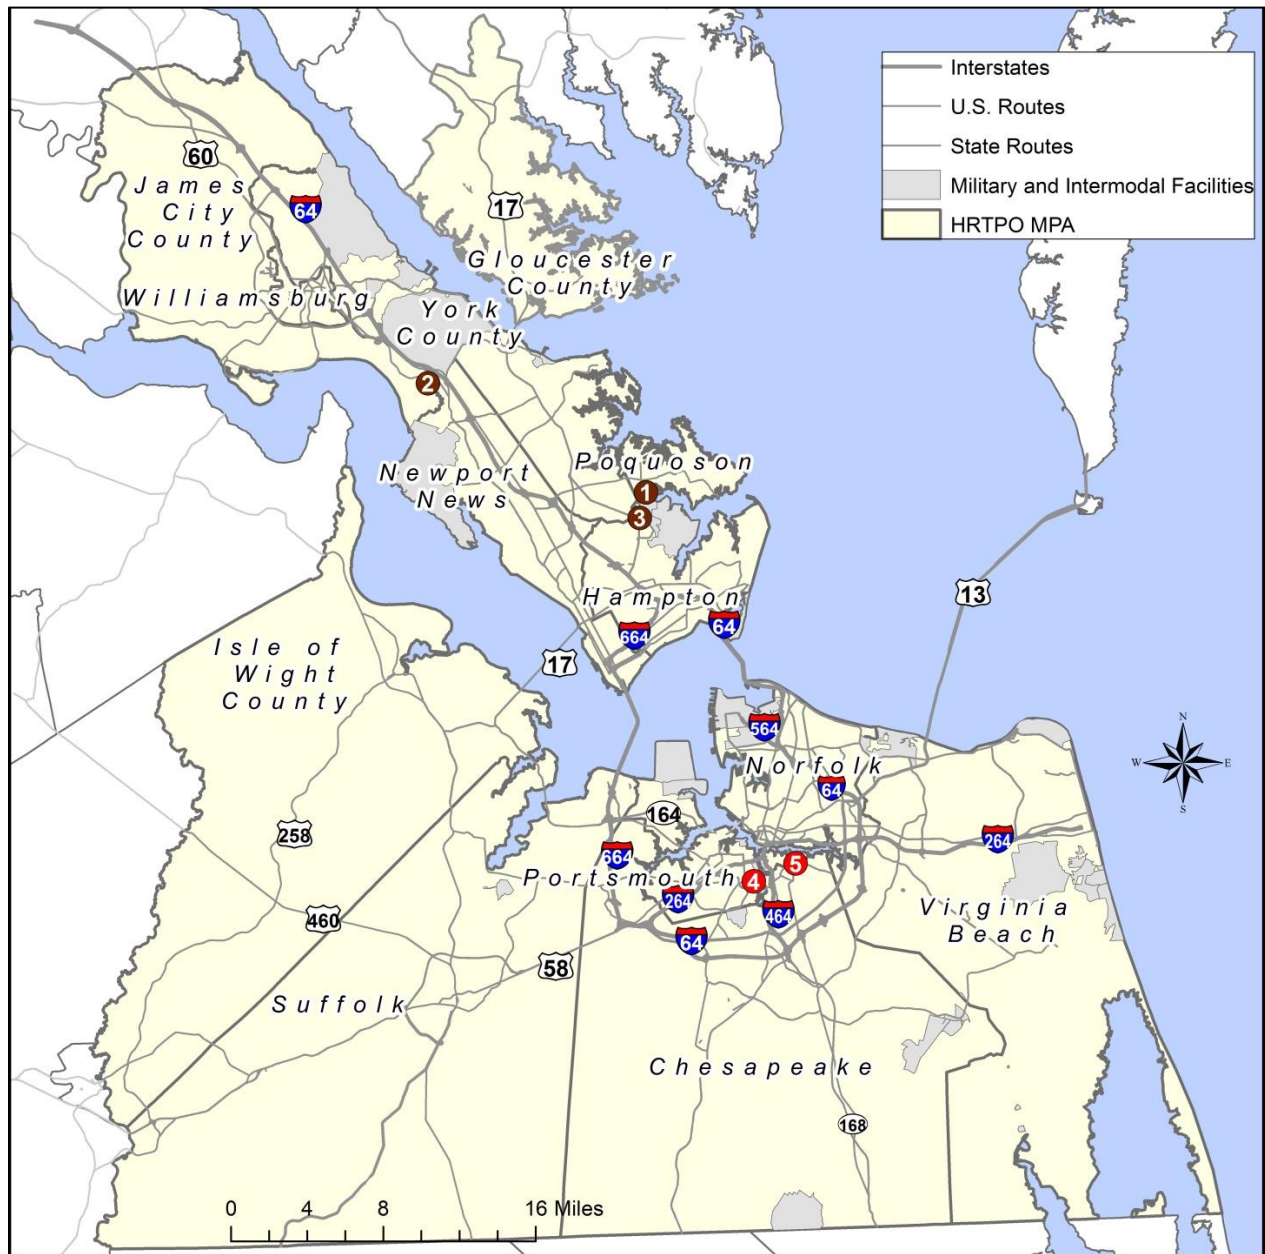 Interstates
U.S. Routes
State Routes
Military and Intermodal Facilities
HRTPO MPA
60
James
City
County
64
17
Gloucester
County
Williamsburg
York
County
2
Newport
News
Poquoson
1
3
Hampton
13
664
64
17
Isle of
Wight
County
564
Norfolk
64
N
W
E
S
164
258
264
664
Portsmouth
4
5
264
464
460
64
Virginia
Beach
58
Suffolk
Chesapeake
168
0 4 8 16 Miles